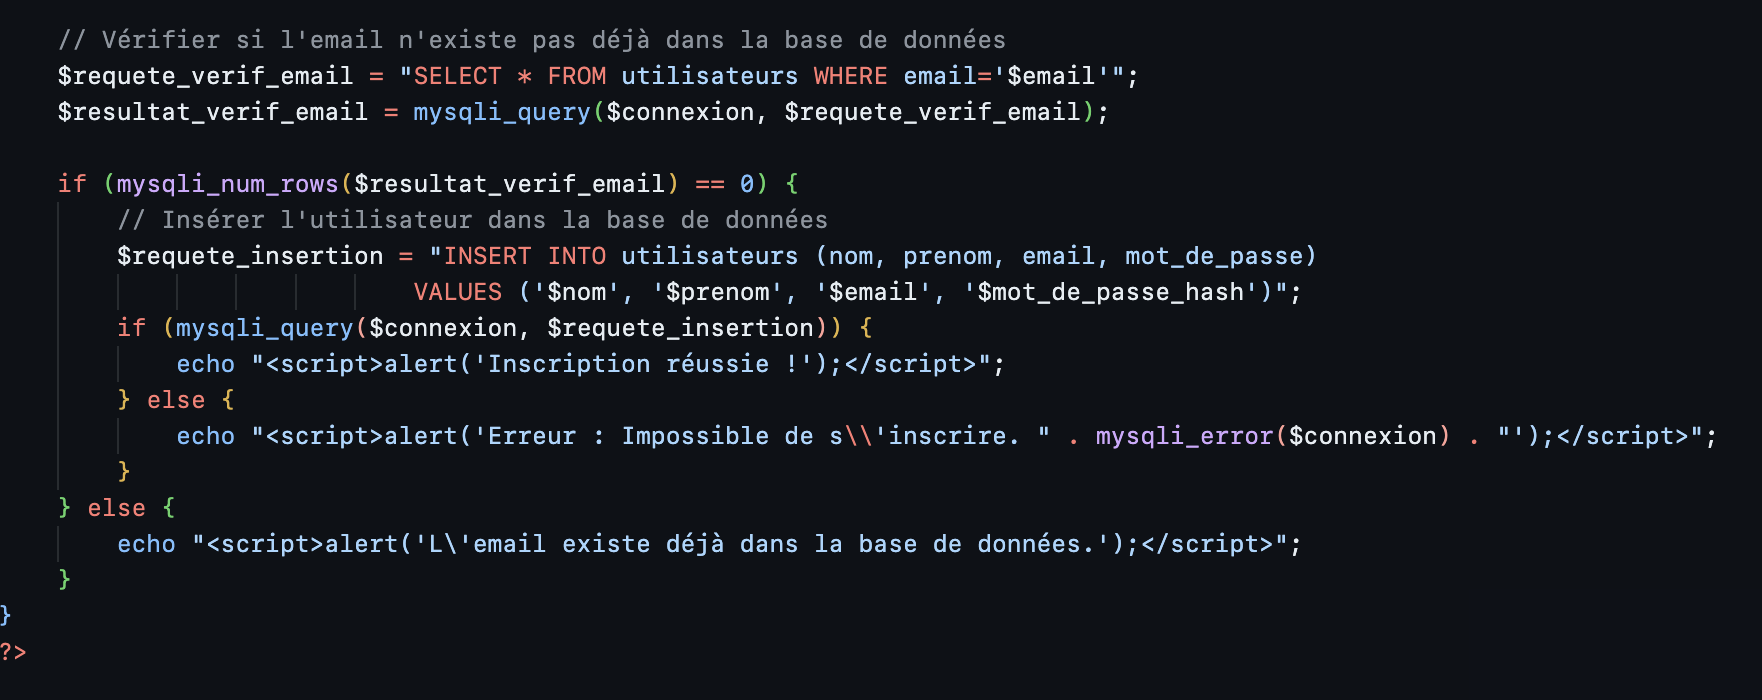 // Vérifier si l'email n'existe pas déjà dans la base de données
$requete_verif_email = "SELECT * FROM utilisateurs WHERE email='$email'";
$resultat_verif_email = mysqli_query($connexion, $requete_verif_email);
if (mysqli_num_rows($resultat_verif_email) == 0) {
// Insérer l'utilisateur dans la base de données
$requete_insertion = "INSERT INTO utilisateurs (nom, prenom, email, mot_de_passe)
VALUES ('$nom', '$prenom', '$email', '$mot_de_passe_hash')";
if (mysqli_query($connexion, $requete_insertion)) {
echo "<script>alert('Inscription réussie !');</script>";
} else {
echo "<script>alert('Erreur : Impossible de s\\'inscrire. " . mysqli_error($connexion) . "');</script>";
}
} else {
echo "<script>alert('L\'email existe déjà dans la base de données.');</script>";
}
}
?>